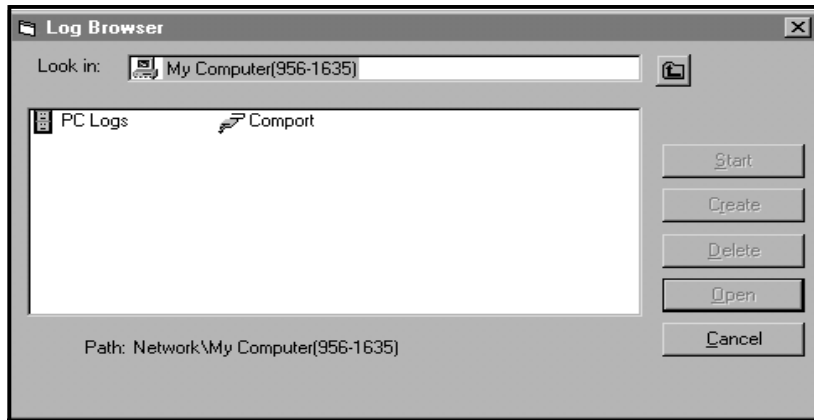 Log Browser
Look in: My Computer(956-1635)
PC Logs Comport
Start
Create
Delete
Open
Cancel
Path: Network\My Computer(956-1635)